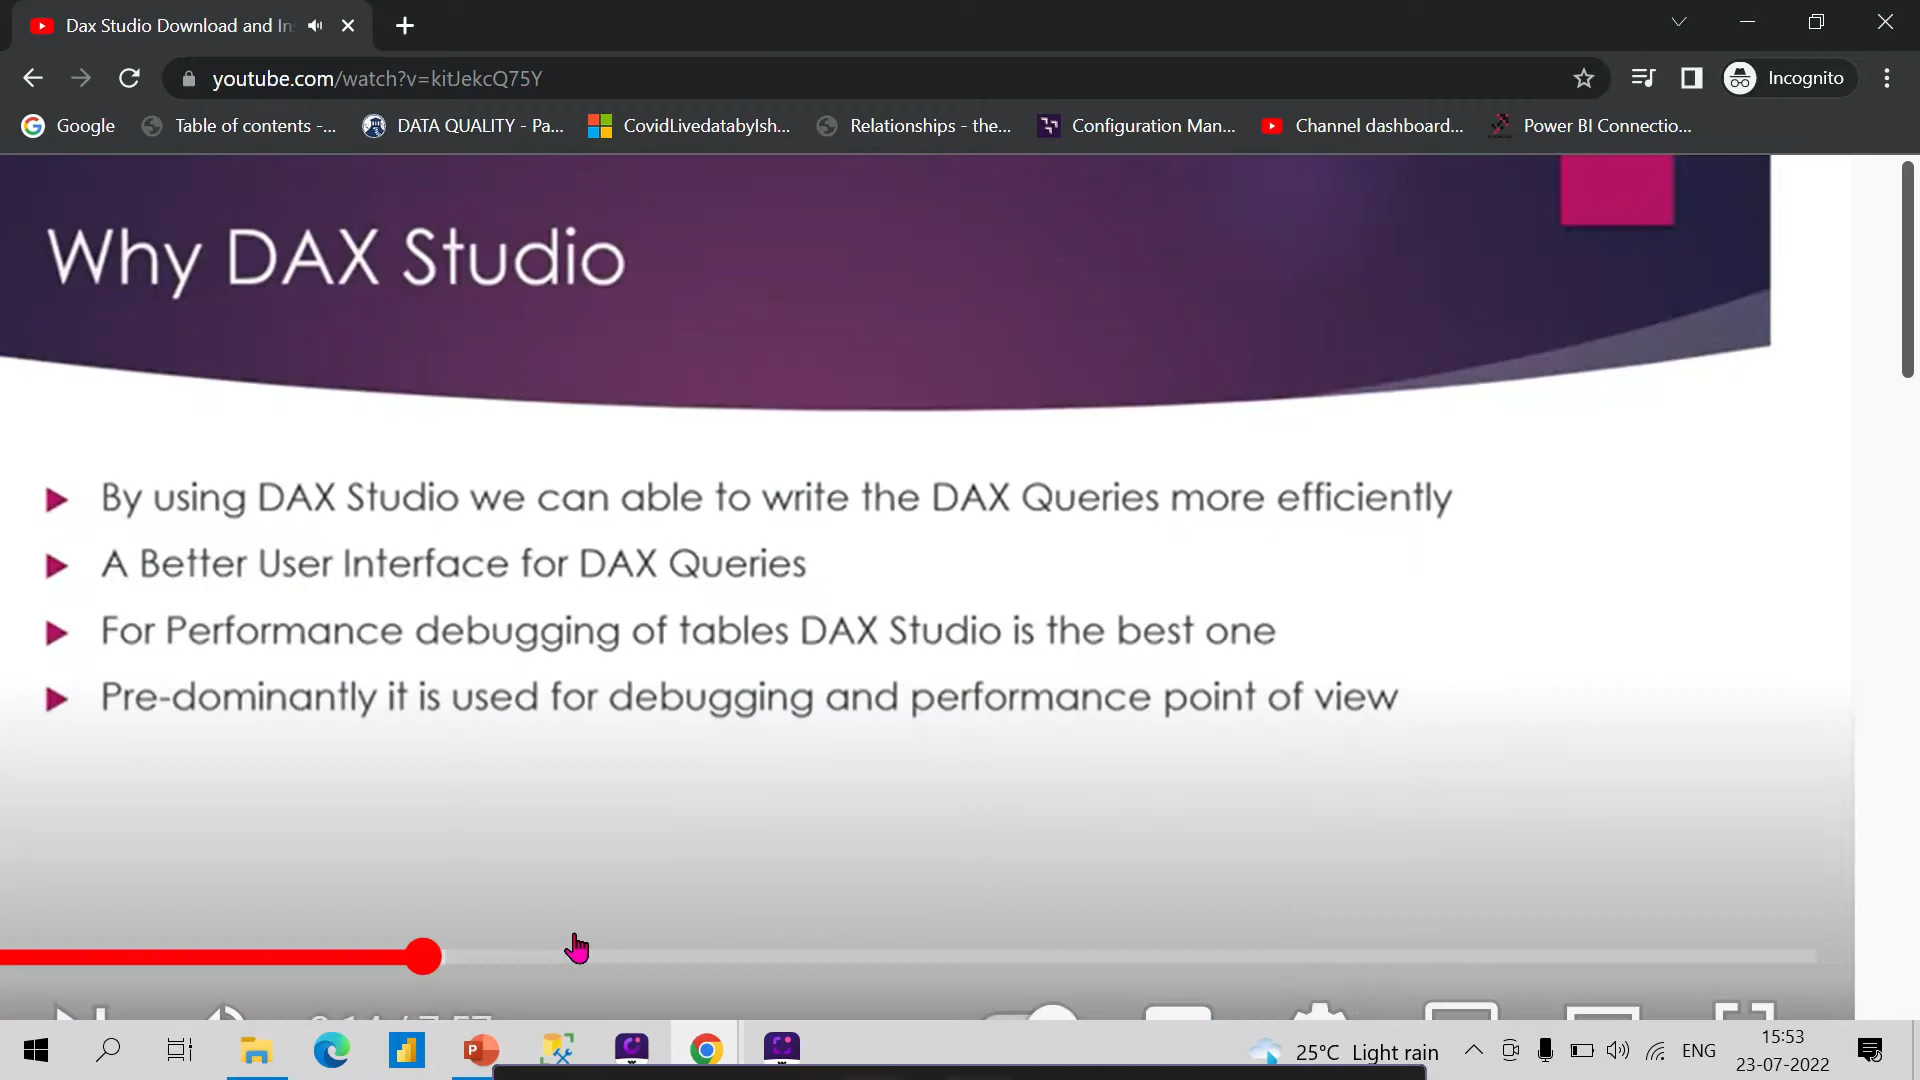 Dax Studio Download and In
youtube.com/watch?v=kitJekcQ75Y
Incognito
Google
Table of contents -...
DATA QUALITY - Pa...
CovidLivedatabyIsh...
Relationships - the...
Configuration Man...
Channel dashboard...
Power BI Connectio...
Why DAX Studio
By using DAX Studio we can able to write the DAX Queries more efficiently
A Better User Interface for DAX Queries
For Performance debugging of tables DAX Studio is the best one
Pre-dominantly it is used for debugging and performance point of view
25°C Light rain
ENG
15:53
23-07-2022